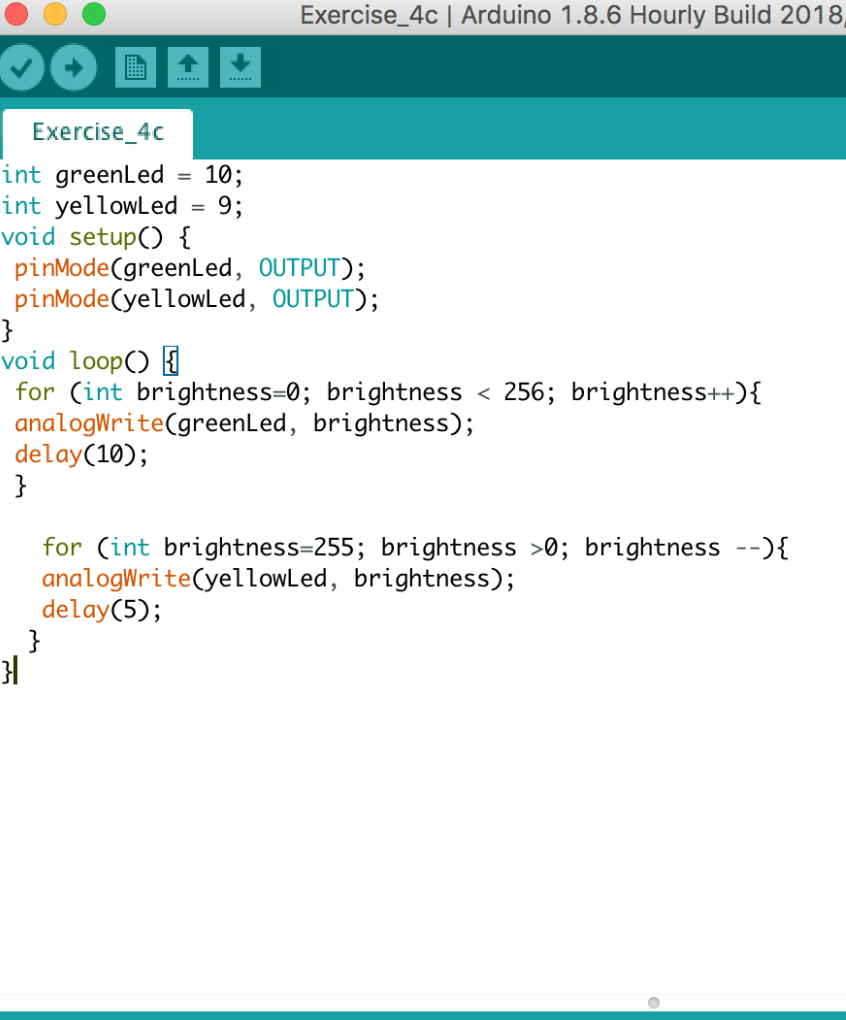 Exercise_4c | Arduino 1.8.6 Hourly Build 2018/
Exercise_4c
int greenLed = 10;
int yellowLed = 9;
void setup() {
 pinMode(greenLed, OUTPUT);
 pinMode(yellowLed, OUTPUT);
}
void loop() {
 for (int brightness=0; brightness < 256; brightness++){
 analogWrite(greenLed, brightness);
 delay(10);
 }
   for (int brightness=255; brightness >0; brightness --){
   analogWrite(yellowLed, brightness);
   delay(5);
  }
}